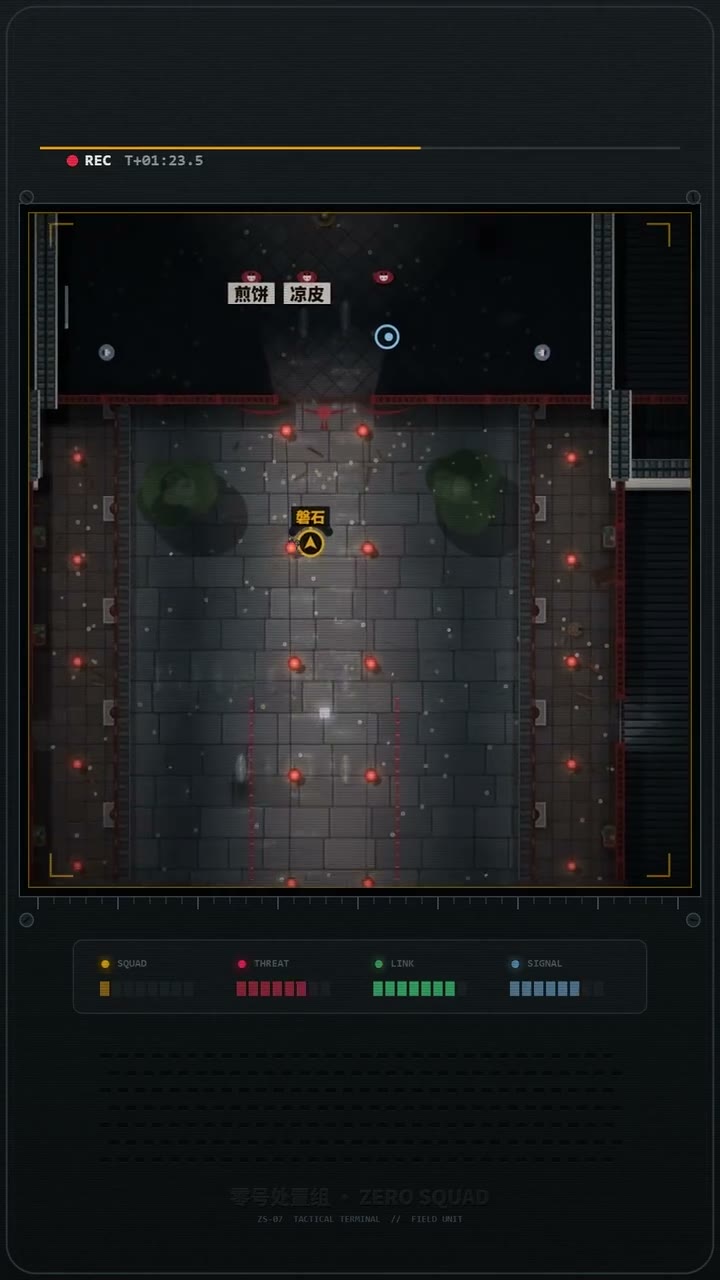 REC T+01:23.5
煎饼 凉皮
磐石
SQUAD THREAT LINK SIGNAL
零号处置组 · ZERO SQUAD
ZS-07 TACTICAL TERMINAL // FIELD UNIT